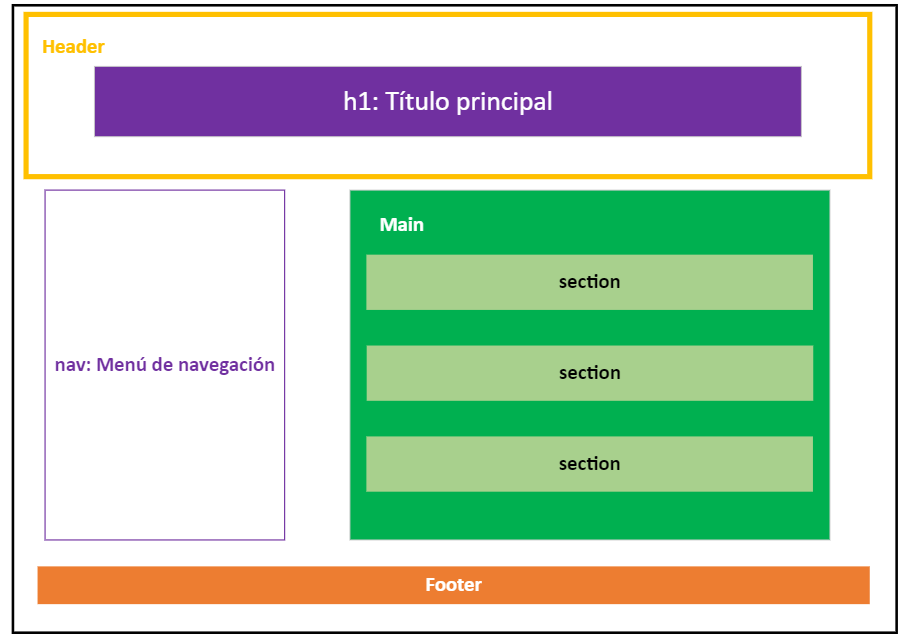 Header
h1: Título principal
nav: Menú de navegación
Main
section
section
section
Footer